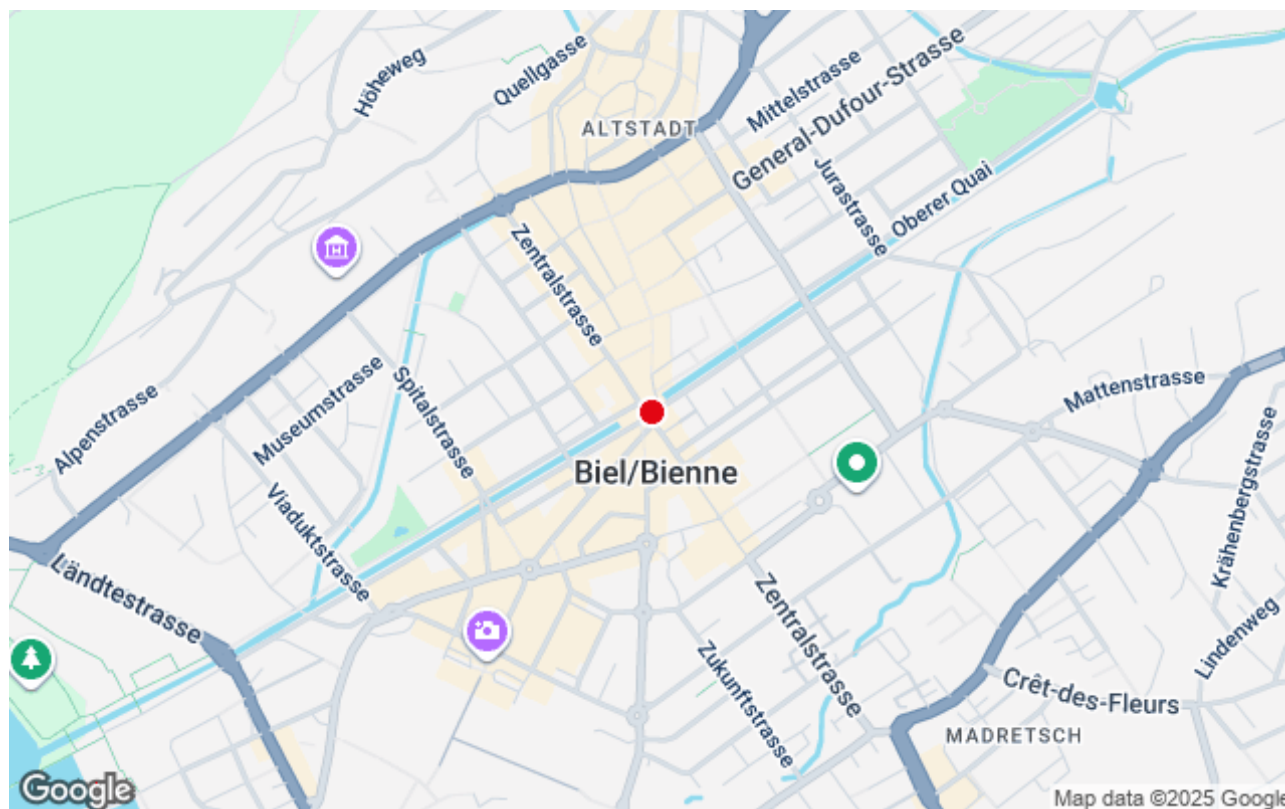 Höheweg
Quellgasse
ALTSTADT
Mittelstrasse
General-Dufour-Strasse
Jurastrasse
Oberer Quai
Zentralstrasse
Alpenstrasse
Museumstrasse
Spitalstrasse
Mattenstrasse
Biel/Bienne
Krähenbergstrasse
Viaduktstrasse
Ländtestrasse
Zentralstrasse
Zukunftstrasse
Lindenweg
Crêt-des-Fleurs
MADRETSCH
Google
Map data ©2025 Google